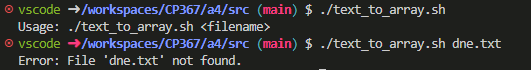 vscode ➜/workspaces/CP367/a4/src (main) $ ./text_to_array.sh
Usage: ./text_to_array.sh <filename>
vscode ➜/workspaces/CP367/a4/src (main) $ ./text_to_array.sh dne.txt
Error: File 'dne.txt' not found.